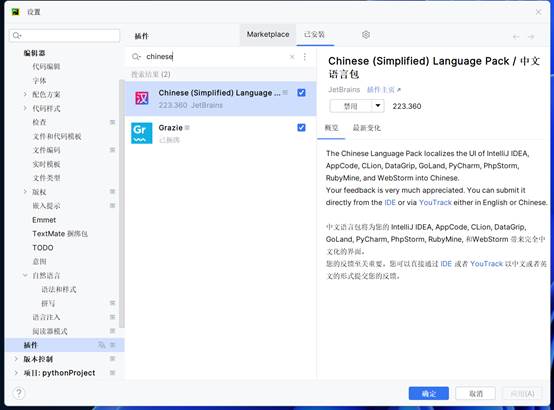 设置
编辑器
代码编辑
字体
配色方案
代码样式
检查
文件和代码模板
文件编码
实时模板
文件类型
版权
嵌入提示
Emmet
TextMate 捆绑包
TODO
意图
自然语言
语法和样式
拼写
语言注入
阅读器模式
插件
版本控制
项目: pythonProject
插件
Marketplace
已安装
chinese
搜索结果 (2)
Chinese (Simplified) Language ...
223.360 JetBrains
Grazie
已捆绑
Chinese (Simplified) Language Pack / 中文
语言包
JetBrains 插件主页
禁用
223.360
概览
最新变化
The Chinese Language Pack localizes the UI of IntelliJ IDEA,
AppCode, CLion, DataGrip, GoLand, PyCharm, PhpStorm,
RubyMine, and WebStorm into Chinese.
Your feedback is very much appreciated. You can submit it
directly from the IDE or via YouTrack either in English or Chinese.
中文语言包将为您的 IntelliJ IDEA, AppCode, CLion, DataGrip,
GoLand, PyCharm, PhpStorm, RubyMine, 和WebStorm 带来完全中
文化的界面。
您的反馈至关重要。您可以直接通过 IDE 或者 YouTrack 以中文或者英
文的形式提交您的反馈。
?
确定
取消
应用(A)